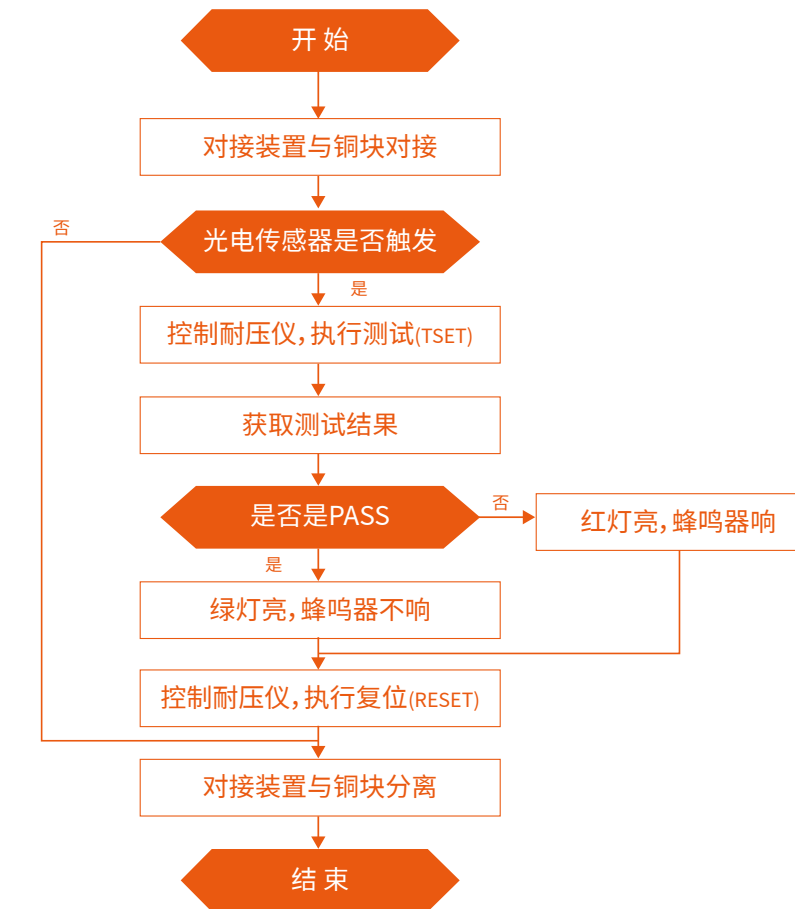 开 始
对接装置与铜块对接
否
光电传感器是否触发
是
控制耐压仪，执行测试(TSET)
获取测试结果
是否是PASS
否
红灯亮，蜂鸣器响
是
绿灯亮，蜂呜器不响
控制耐压仪，执行复位(RESET)
对接装置与铜块分离
结 束